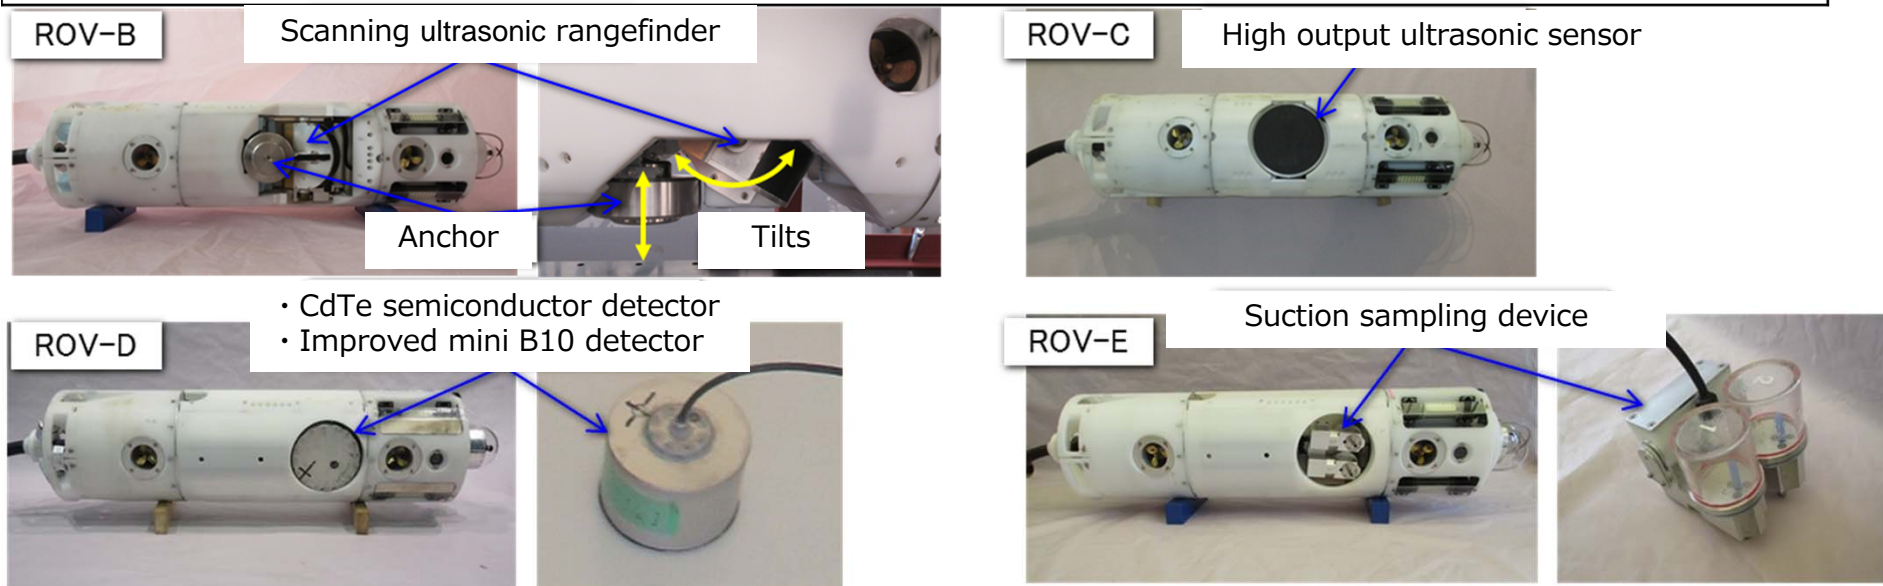 ROV-B
Scanning ultrasonic rangefinder
Anchor
Tilts
ROV-C
High output ultrasonic sensor
ROV-D
・CdTe semiconductor detector
・Improved mini B10 detector
ROV-E
Suction sampling device